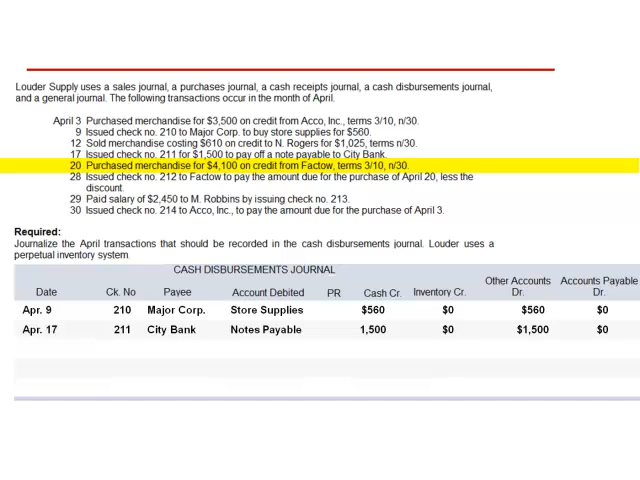 Louder Supply uses a sales journal, a purchases journal, a cash receipts journal, a cash disbursements journal,
and a general journal. The following transactions occur in the month of April.
April 3 Purchased merchandise for $3,500 on credit from Acco, Inc., terms 3/10, n/30.
9 Issued check no. 210 to Major Corp. to buy store supplies for $560.
12 Sold merchandise costing $610 on credit to N. Rogers for $1,025, terms n/30.
17 Issued check no. 211 for $1,500 to pay off a note payable to City Bank.
20 Purchased merchandise for $4,100 on credit from Factow, terms 3/10, n/30.
28 Issued check no. 212 to Factow to pay the amount due for the purchase of April 20, less the
discount.
29 Paid salary of $2,450 to M. Robbins by issuing check no. 213.
30 Issued check no. 214 to Acco, Inc., to pay the amount due for the purchase of April 3.
Required:
Journalize the April transactions that should be recorded in the cash disbursements journal. Louder uses a
perpetual inventory system.
CASH DISBURSEMENTS JOURNAL
Date Ck. No Payee Account Debited PR Cash Cr. Inventory Cr. Other Accounts Dr. Accounts Payable Dr.
Apr. 9 210 Major Corp. Store Supplies $560 $0 $560 $0
Apr. 17 211 City Bank Notes Payable 1,500 $0 $1,500 $0